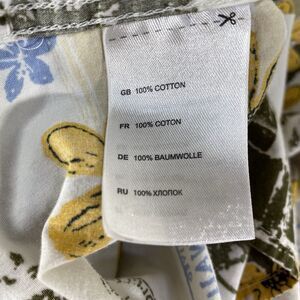 GB 100% COTTON
FR 100% COTON
DE 100% BAUMWOLLE
RU 100% ХЛОПОК